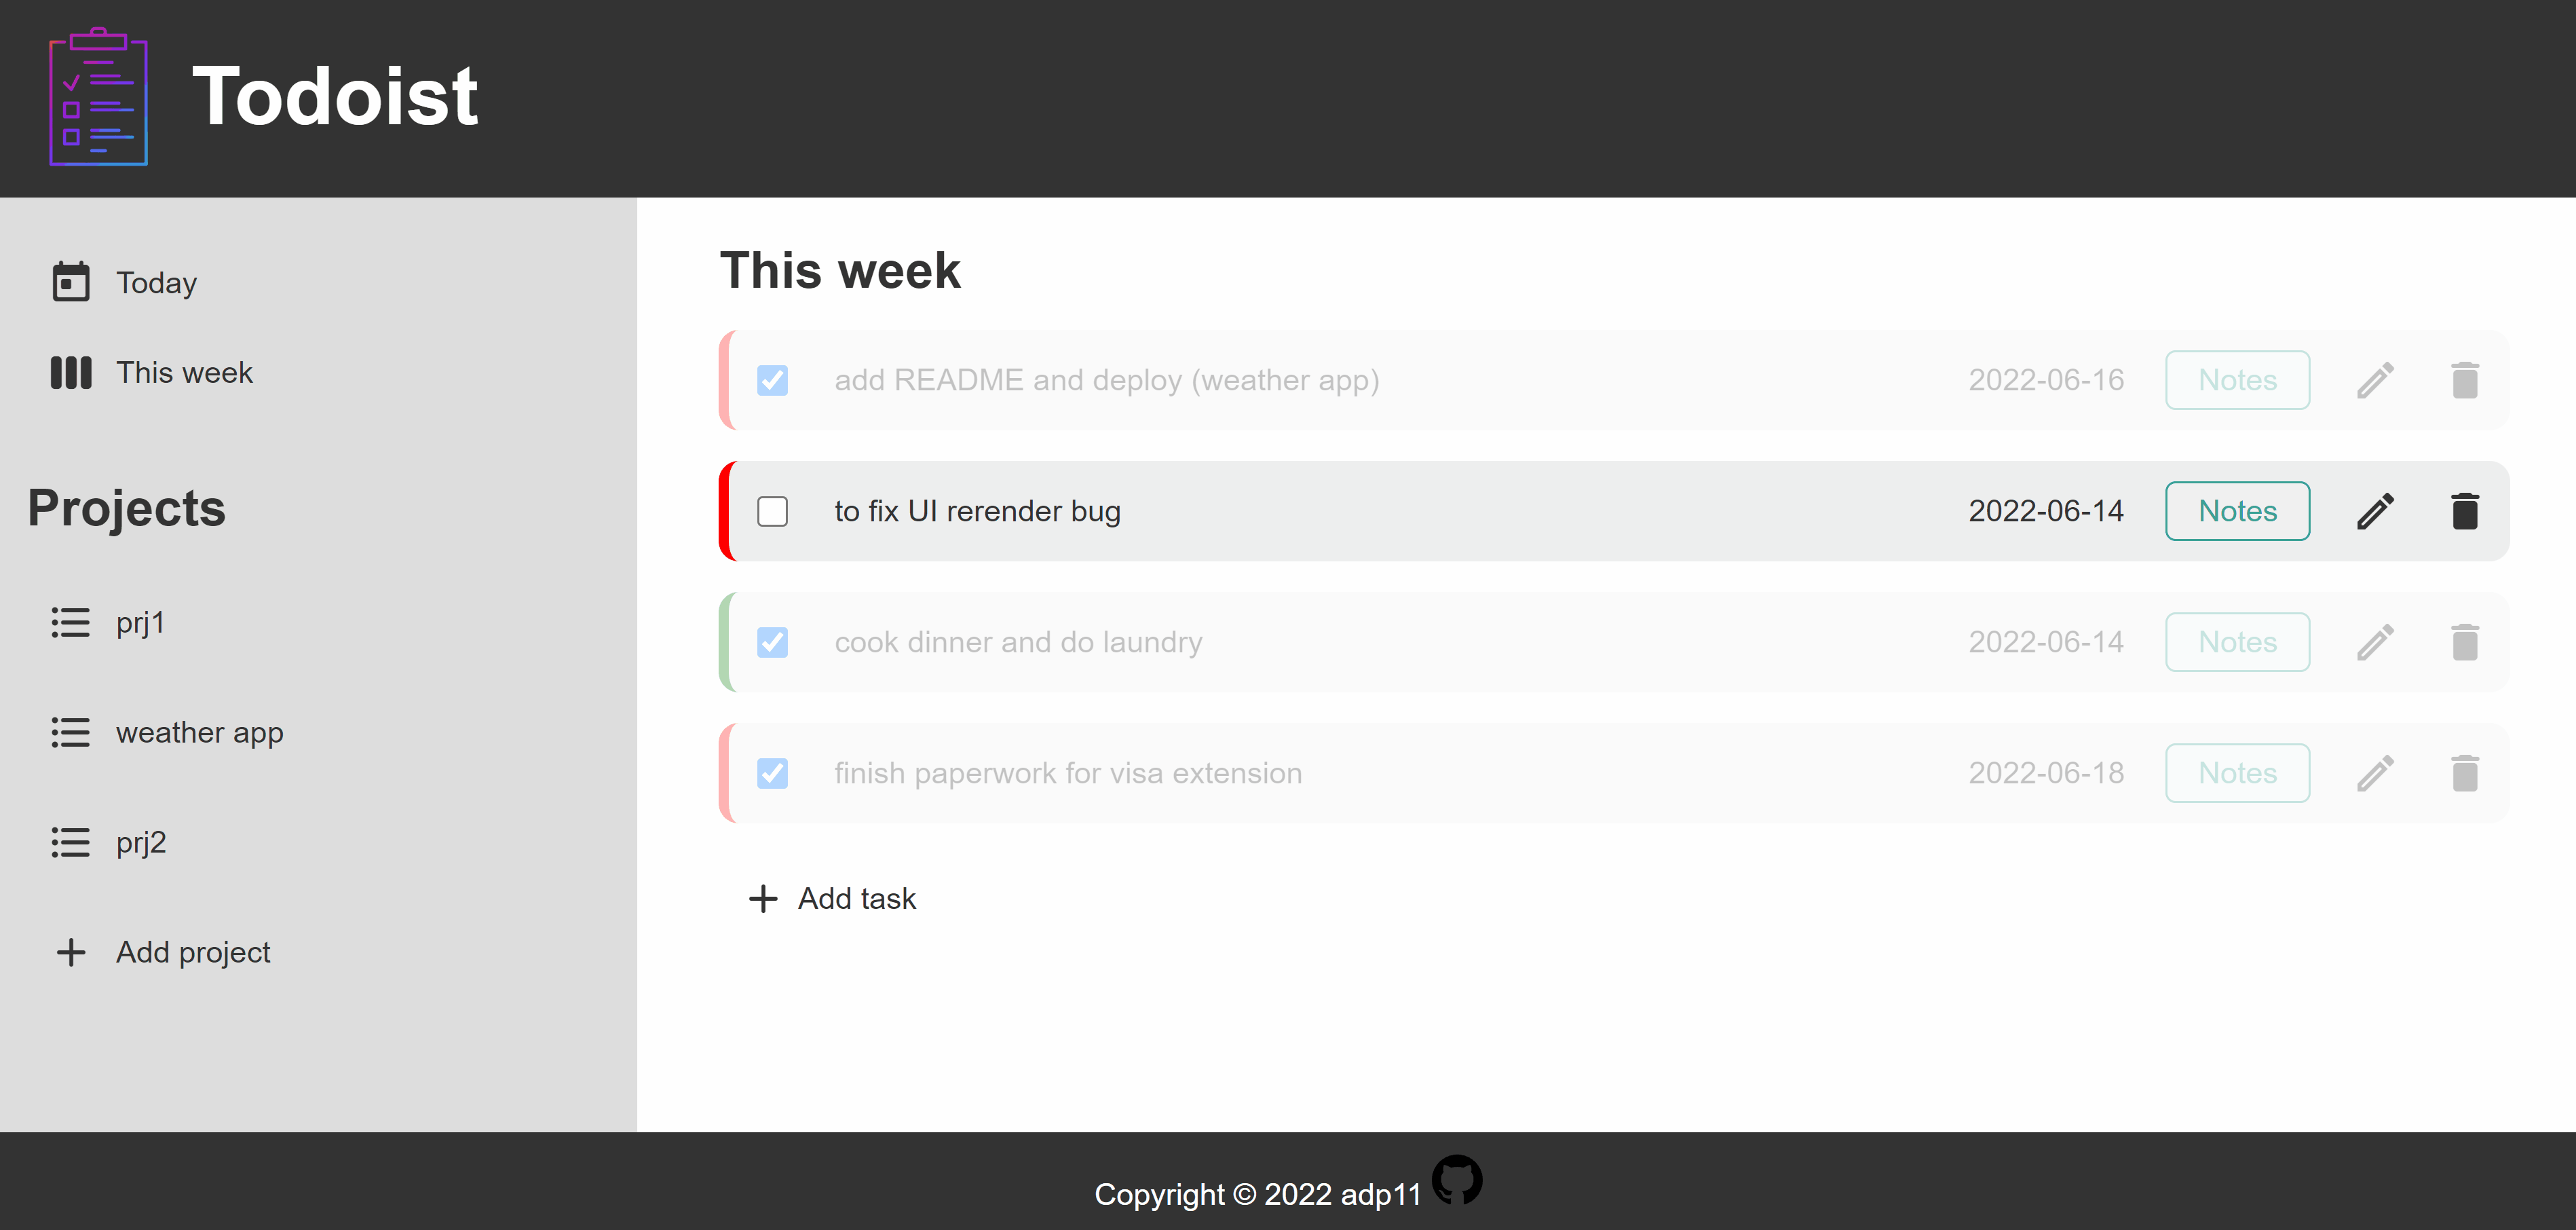 Todoist
Today
This week
Projects
prj1
weather app
prj2
Add project
This week
add README and deploy (weather app) 2022-06-16 Notes
to fix UI rerender bug 2022-06-14 Notes
cook dinner and do laundry 2022-06-14 Notes
finish paperwork for visa extension 2022-06-18 Notes
Add task
Copyright © 2022 adp11